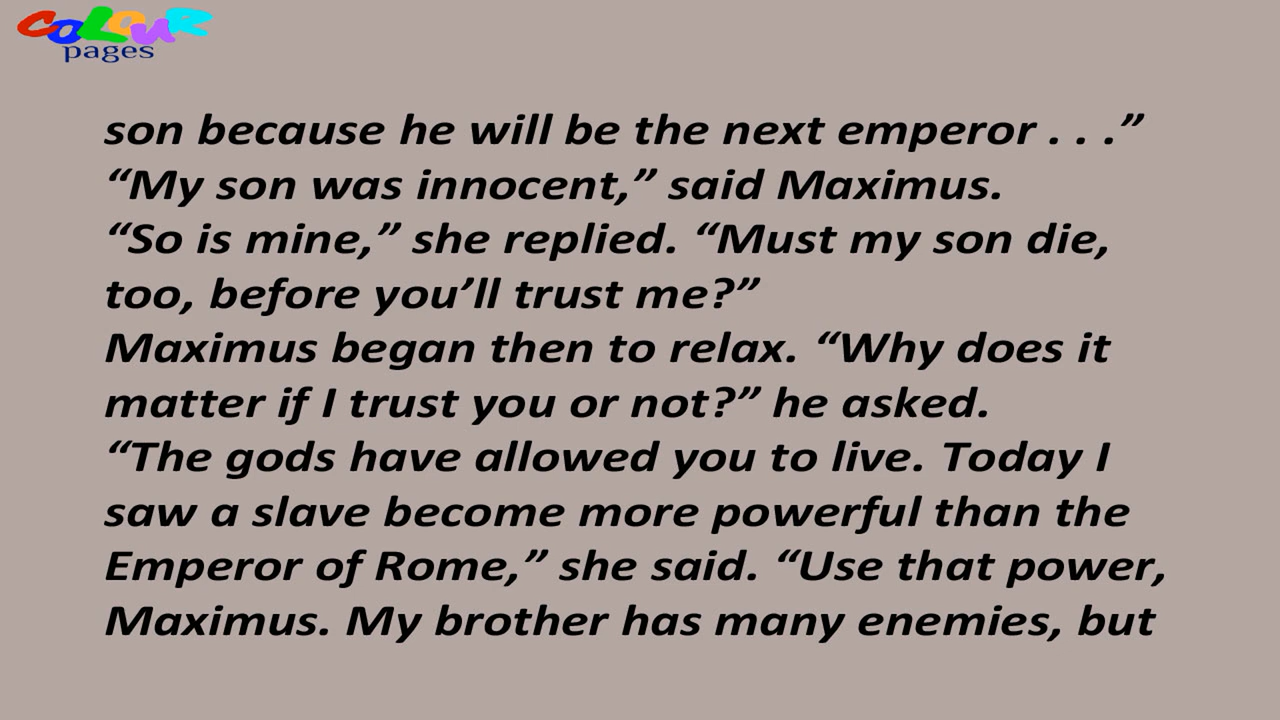 COLOUR
pages
son because he will be the next emperor . . .”
“My son was innocent,” said Maximus.
“So is mine,” she replied. “Must my son die,
too, before you’ll trust me?”
Maximus began then to relax. “Why does it
matter if I trust you or not?” he asked.
“The gods have allowed you to live. Today I
saw a slave become more powerful than the
Emperor of Rome,” she said. “Use that power,
Maximus. My brother has many enemies, but